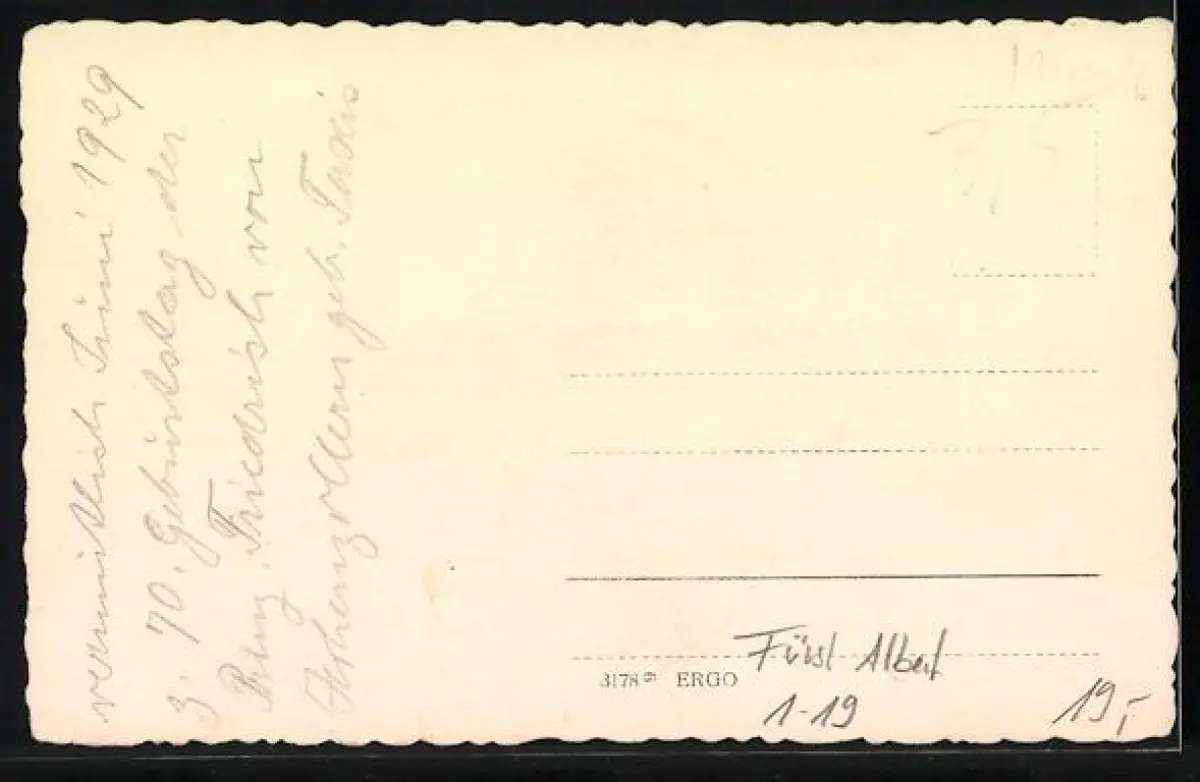 vermutlich Juni 1929
z. 70. Geburtstag der
Prinz. Friedrich von
Hohenzollern geb. Taxis
3178 ERGO
Fürst Albert
1-19
19,-